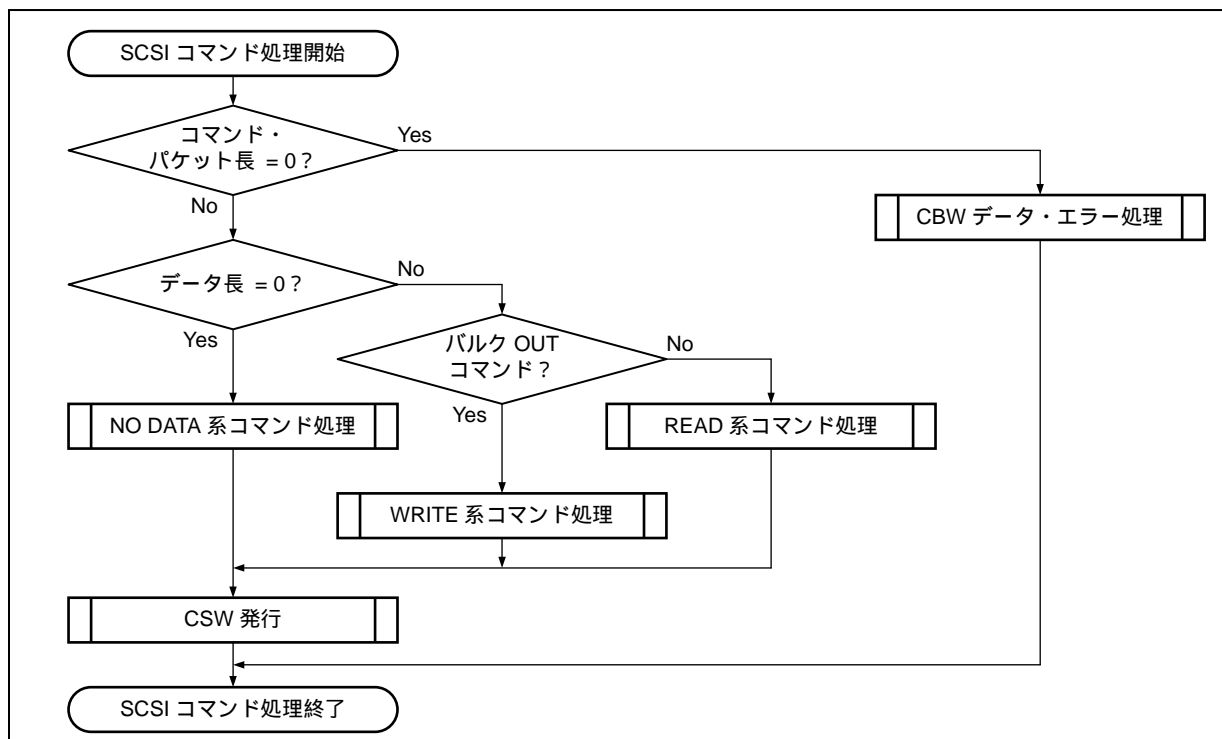 SCSI コマンド処理開始
コマンド・
パケット長 = 0？
Yes
No
CBW データ・エラー処理
データ長 = 0？
No
Yes
バルク OUT
コマンド？
No
Yes
NO DATA 系コマンド処理
READ 系コマンド処理
WRITE 系コマンド処理
CSW 発行
SCSI コマンド処理終了